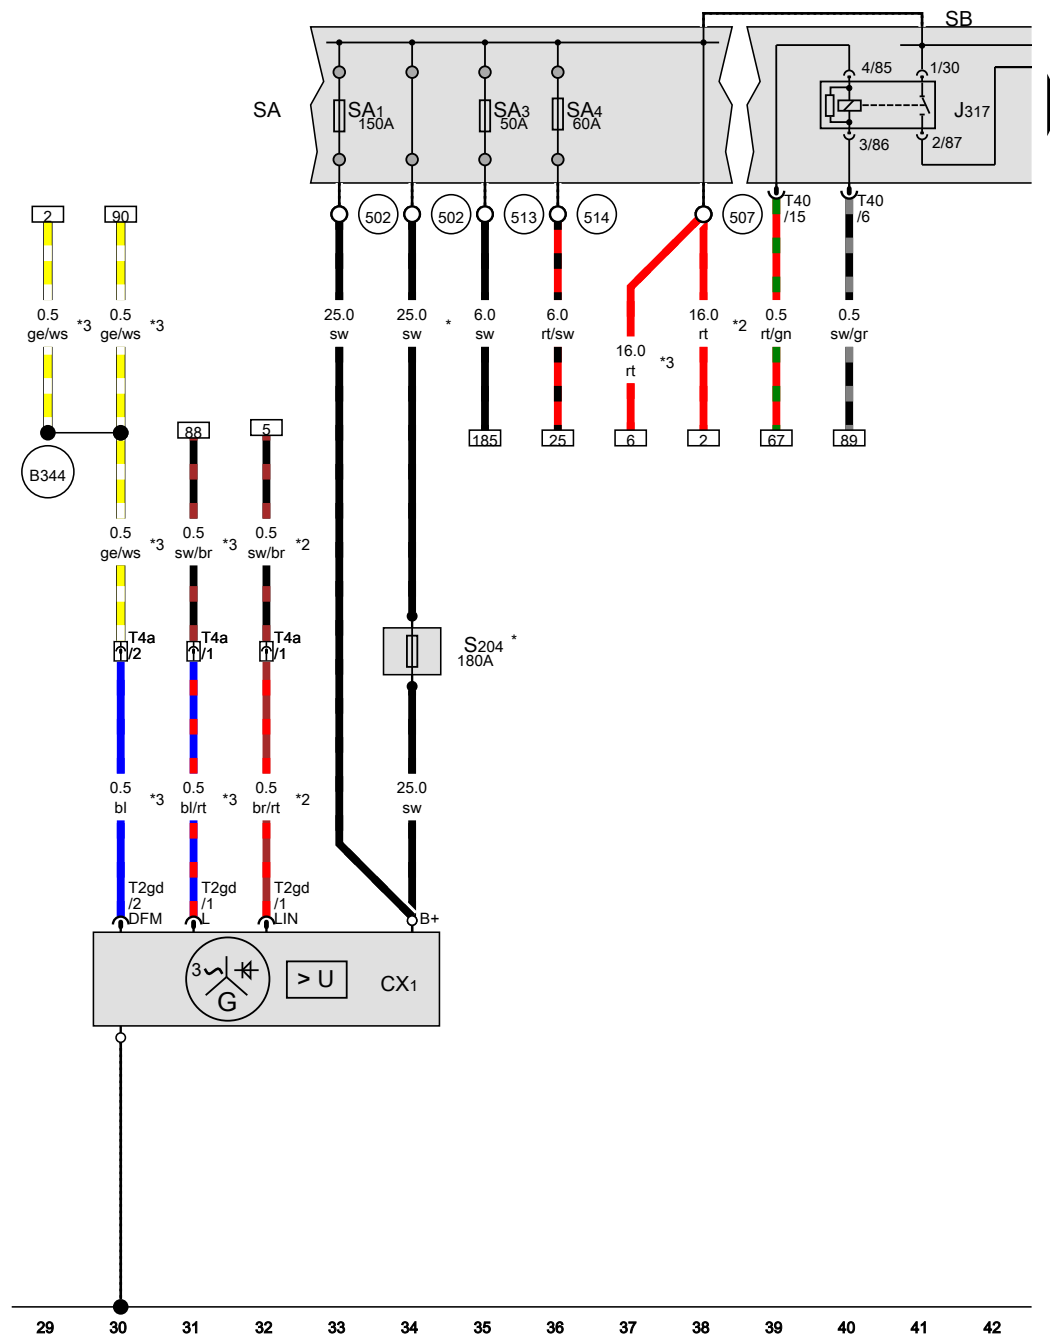 SB
4/85 1/30
SA SA1 150A SA3 50A SA4 60A J317
3/86 2/87
T40 /15 T40 /6
2 90 502 502 513 514 507
0.5 ge/ws *3 0.5 ge/ws *3 25.0 sw 25.0 sw * 6.0 sw 6.0 rt/sw 16.0 rt *3 16.0 rt *2 0.5 rt/gn 0.5 sw/gr
88 5 185 25 6 2 67 89
B344
0.5 ge/ws *3 0.5 sw/br *3 0.5 sw/br *2
T4a /2 T4a /1 T4a /1 S204 * 180A
0.5 bl *3 0.5 bl/rt *3 0.5 br/rt *2 25.0 sw
T2gd /2 DFM T2gd /1 L T2gd /1 LIN B+
3 G > U CX1
29 30 31 32 33 34 35 36 37 38 39 40 41 42